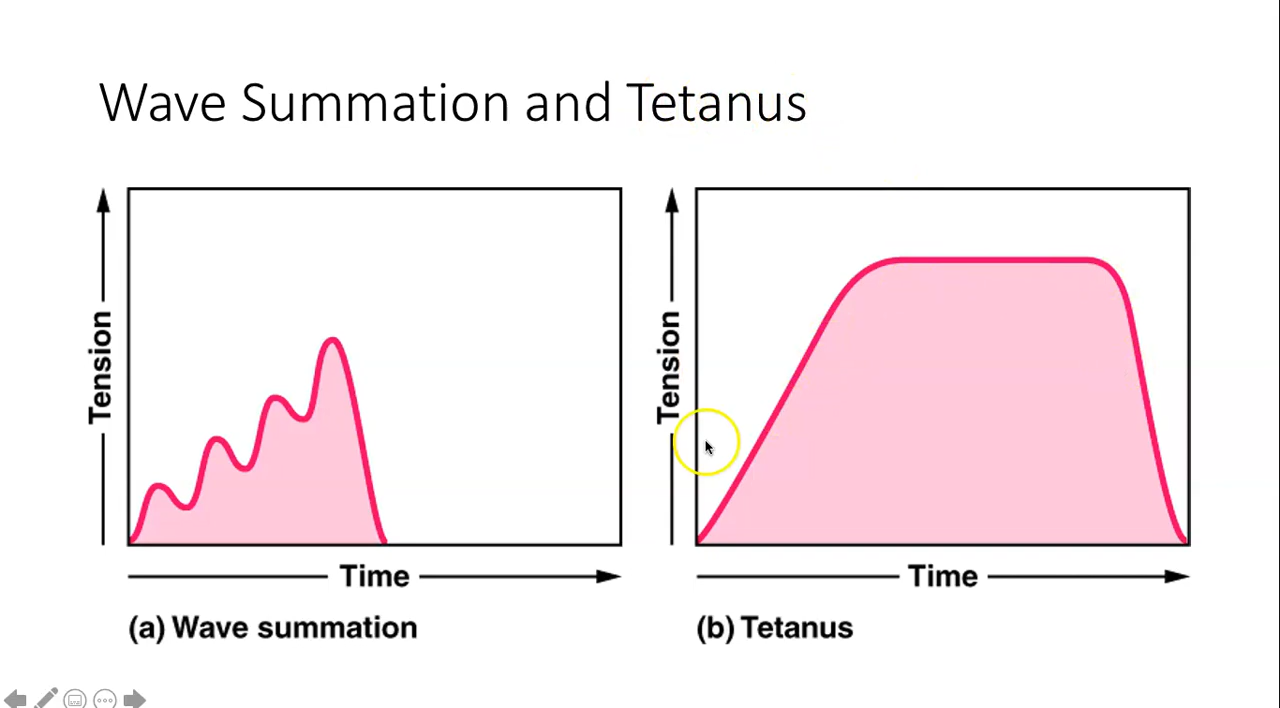 Wave Summation and Tetanus
Tension
Time
(a) Wave summation
Tension
Time
(b) Tetanus